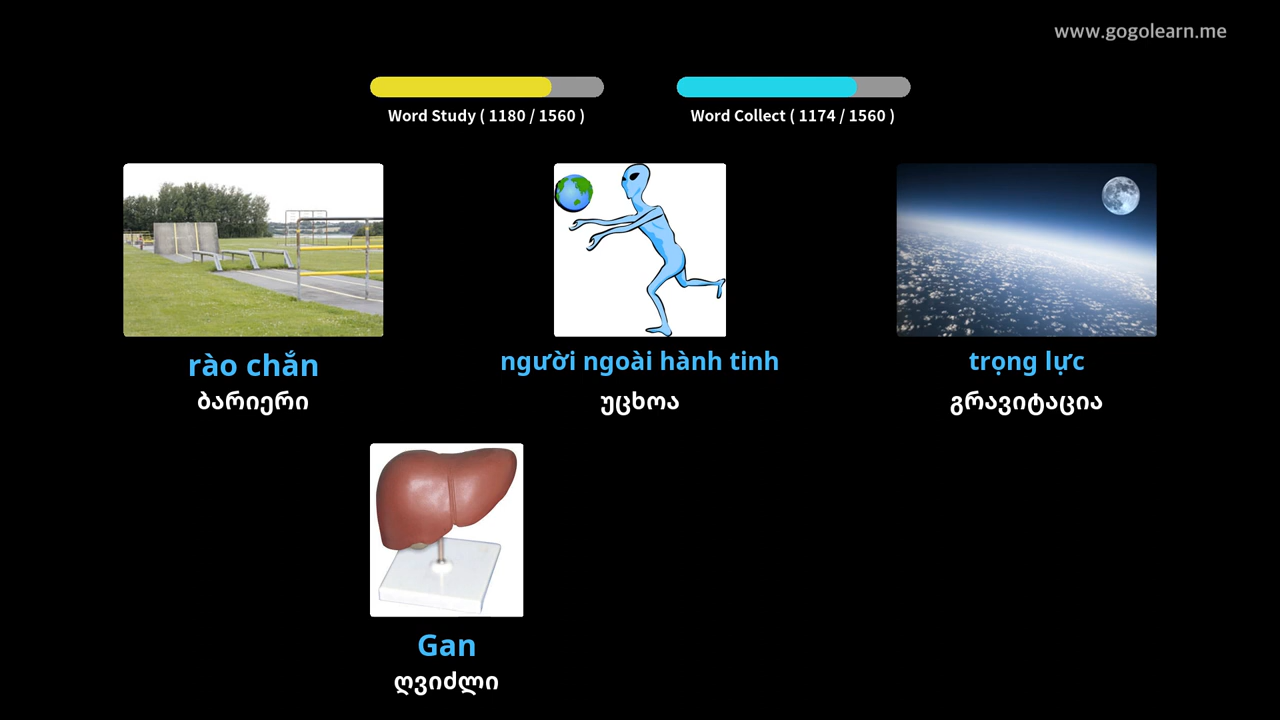 www.gogolearn.me
Word Study ( 1180 / 1560 )
Word Collect ( 1174 / 1560 )
rào chắn
ბარიერი
người ngoài hành tinh
უცხოა
trọng lực
გრავიტაცია
Gan
ღვიძლი